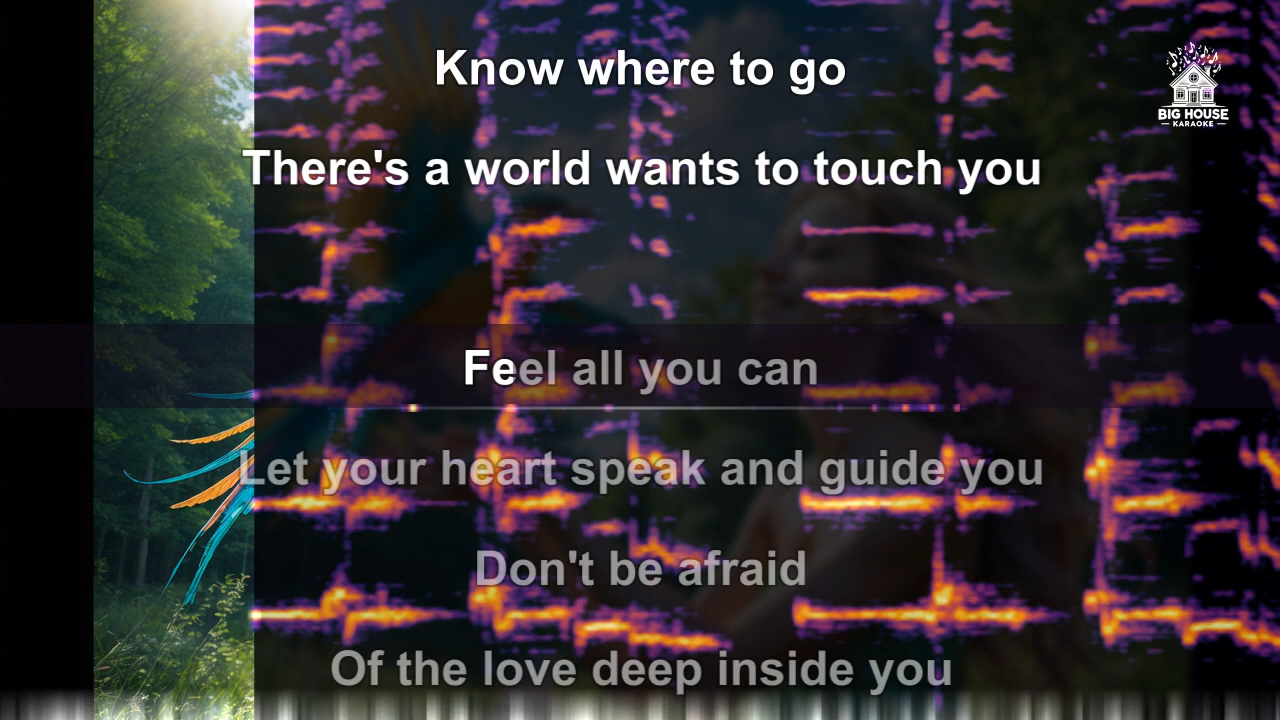 Know where to go
There's a world wants to touch you
Feel all you can
Let your heart speak and guide you
Don't be afraid
Of the love deep inside you
BIG HOUSE
KARAOKE